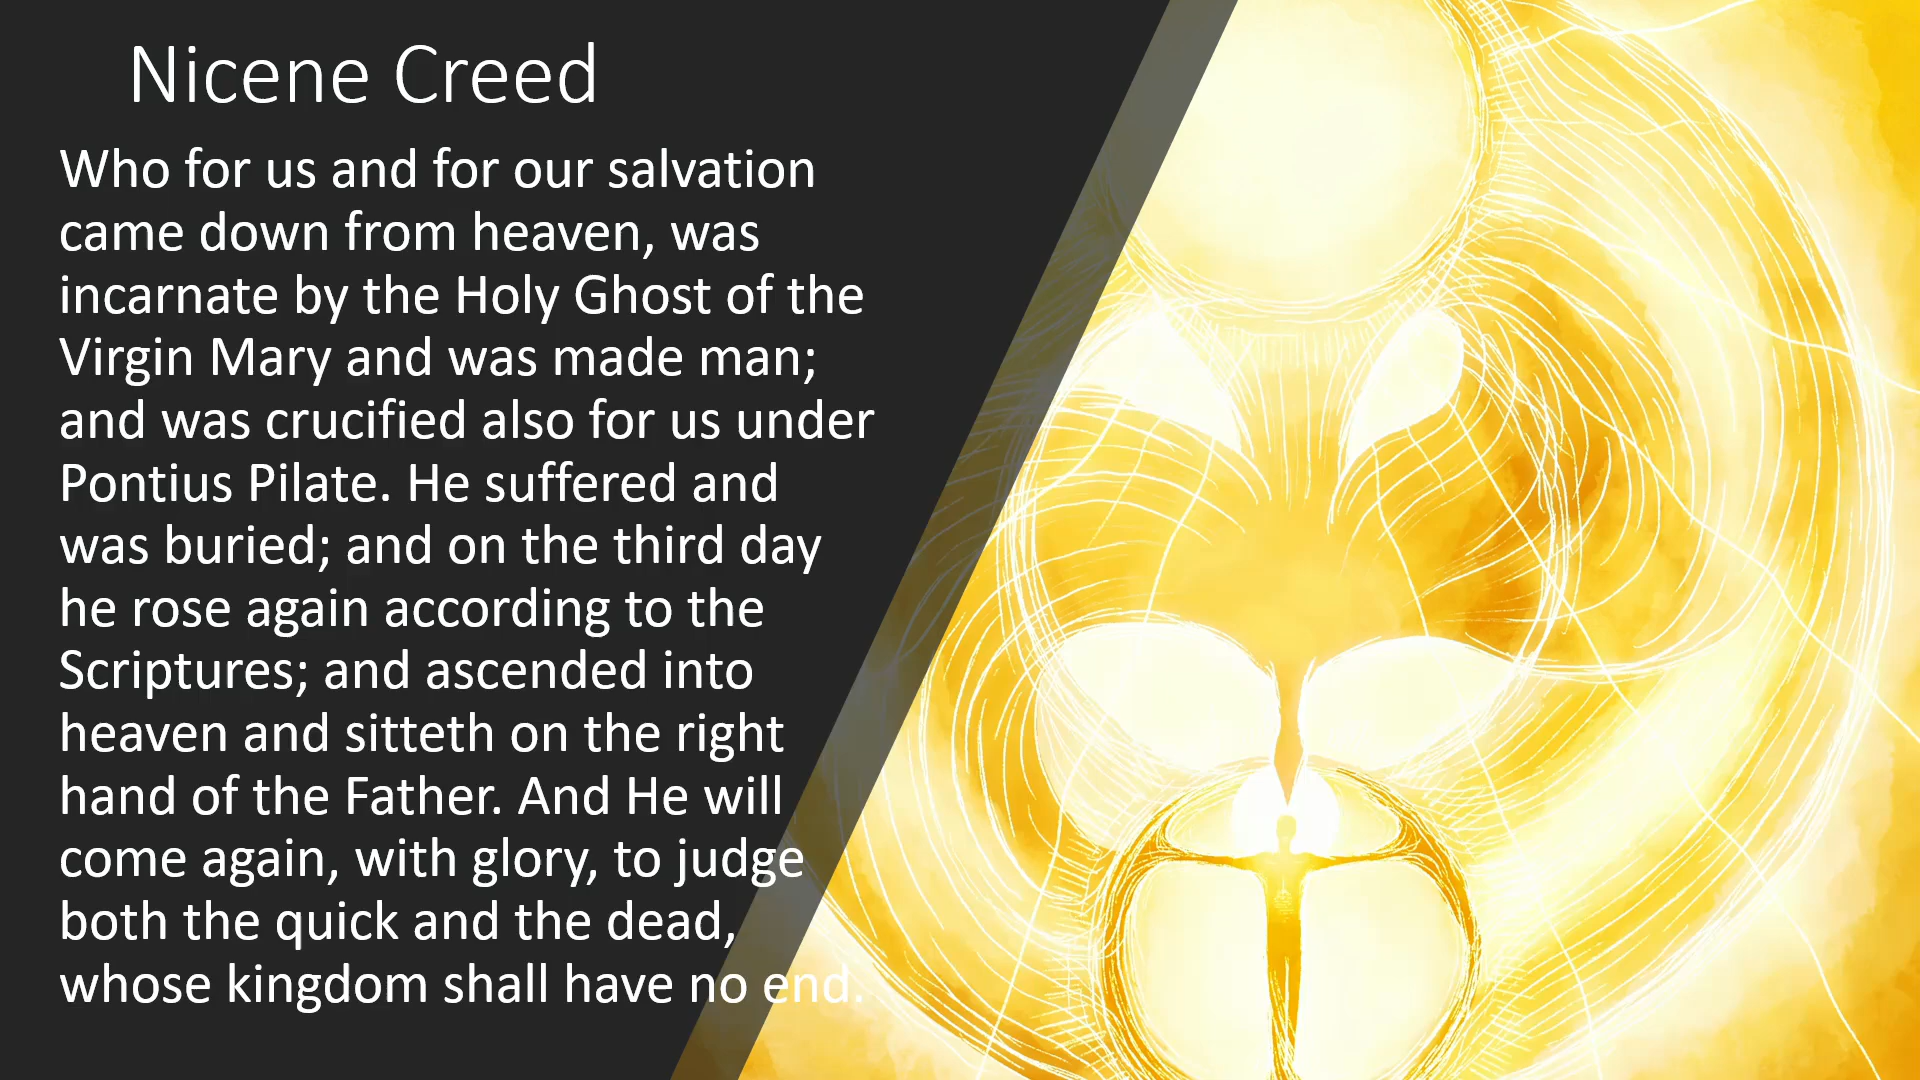 Nicene Creed
Who for us and for our salvation
came down from heaven, was
incarnate by the Holy Ghost of the
Virgin Mary and was made man;
and was crucified also for us under
Pontius Pilate. He suffered and
was buried; and on the third day
he rose again according to the
Scriptures; and ascended into
heaven and sitteth on the right
hand of the Father. And He will
come again, with glory, to judge
both the quick and the dead,
whose kingdom shall have no end.